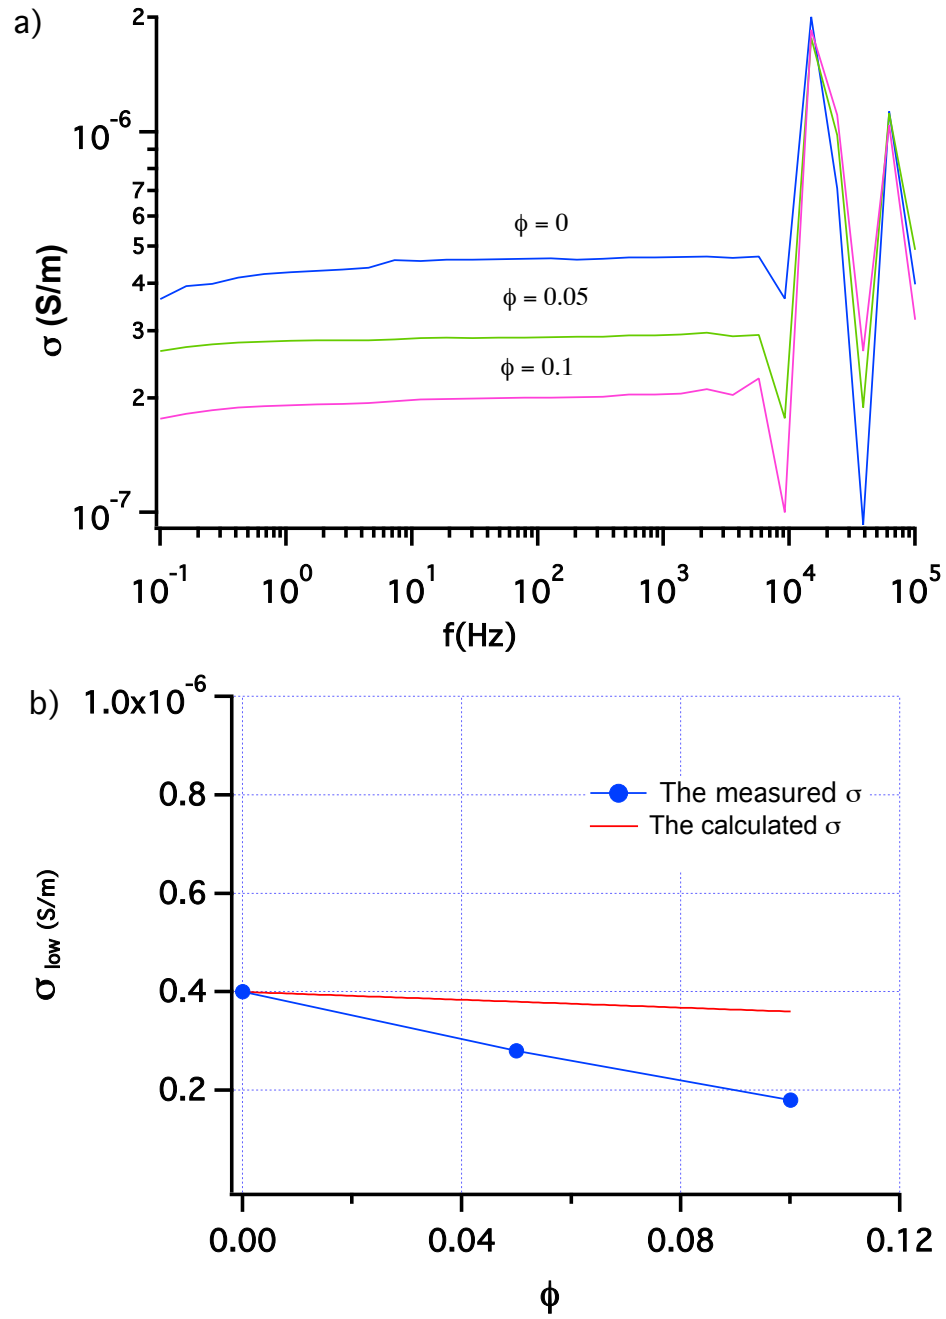 a)
2
10⁻⁶
7
6
5
4
3
2
10⁻⁷
σ (S/m)
ϕ = 0
ϕ = 0.05
ϕ = 0.1
10⁻¹ 10⁰ 10¹ 10² 10³ 10⁴ 10⁵
f(Hz)
b)
1.0x10⁻⁶
0.8
0.6
0.4
0.2
σ low (S/m)
The measured σ
The calculated σ
0.00 0.04 0.08 0.12
ϕ